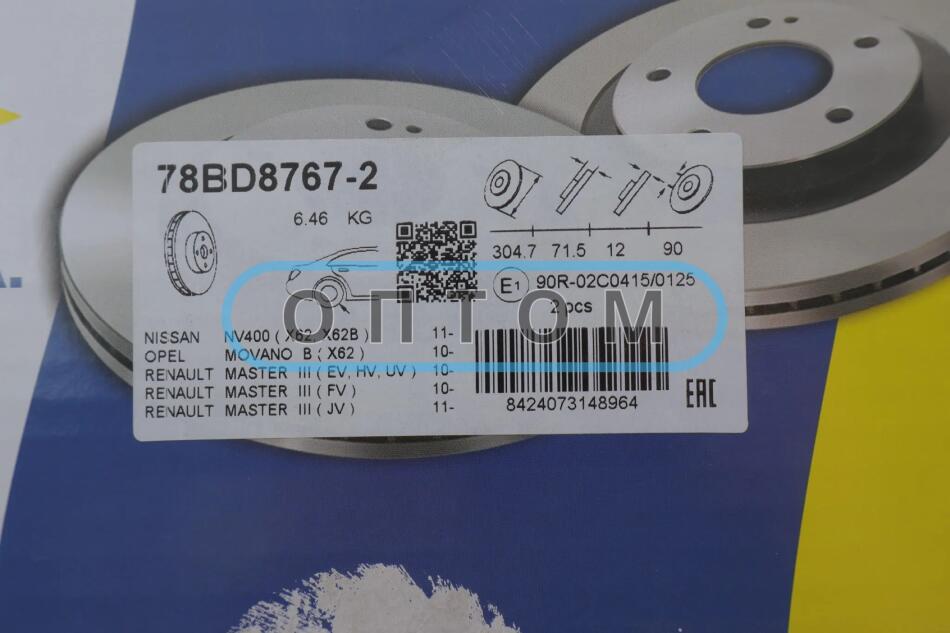 78BD8767-2
6.46 KG
304.7 71.5 12 90
E1 90R-02C0415/0125
2 pcs
ОПТОМ
NISSAN NV400 ( X62, X62B ) 11-
OPEL MOVANO B ( X62 ) 10-
RENAULT MASTER III ( EV, HV, UV ) 10-
RENAULT MASTER III ( FV ) 10-
RENAULT MASTER III ( JV ) 11-
8424073148964
EAC
A.